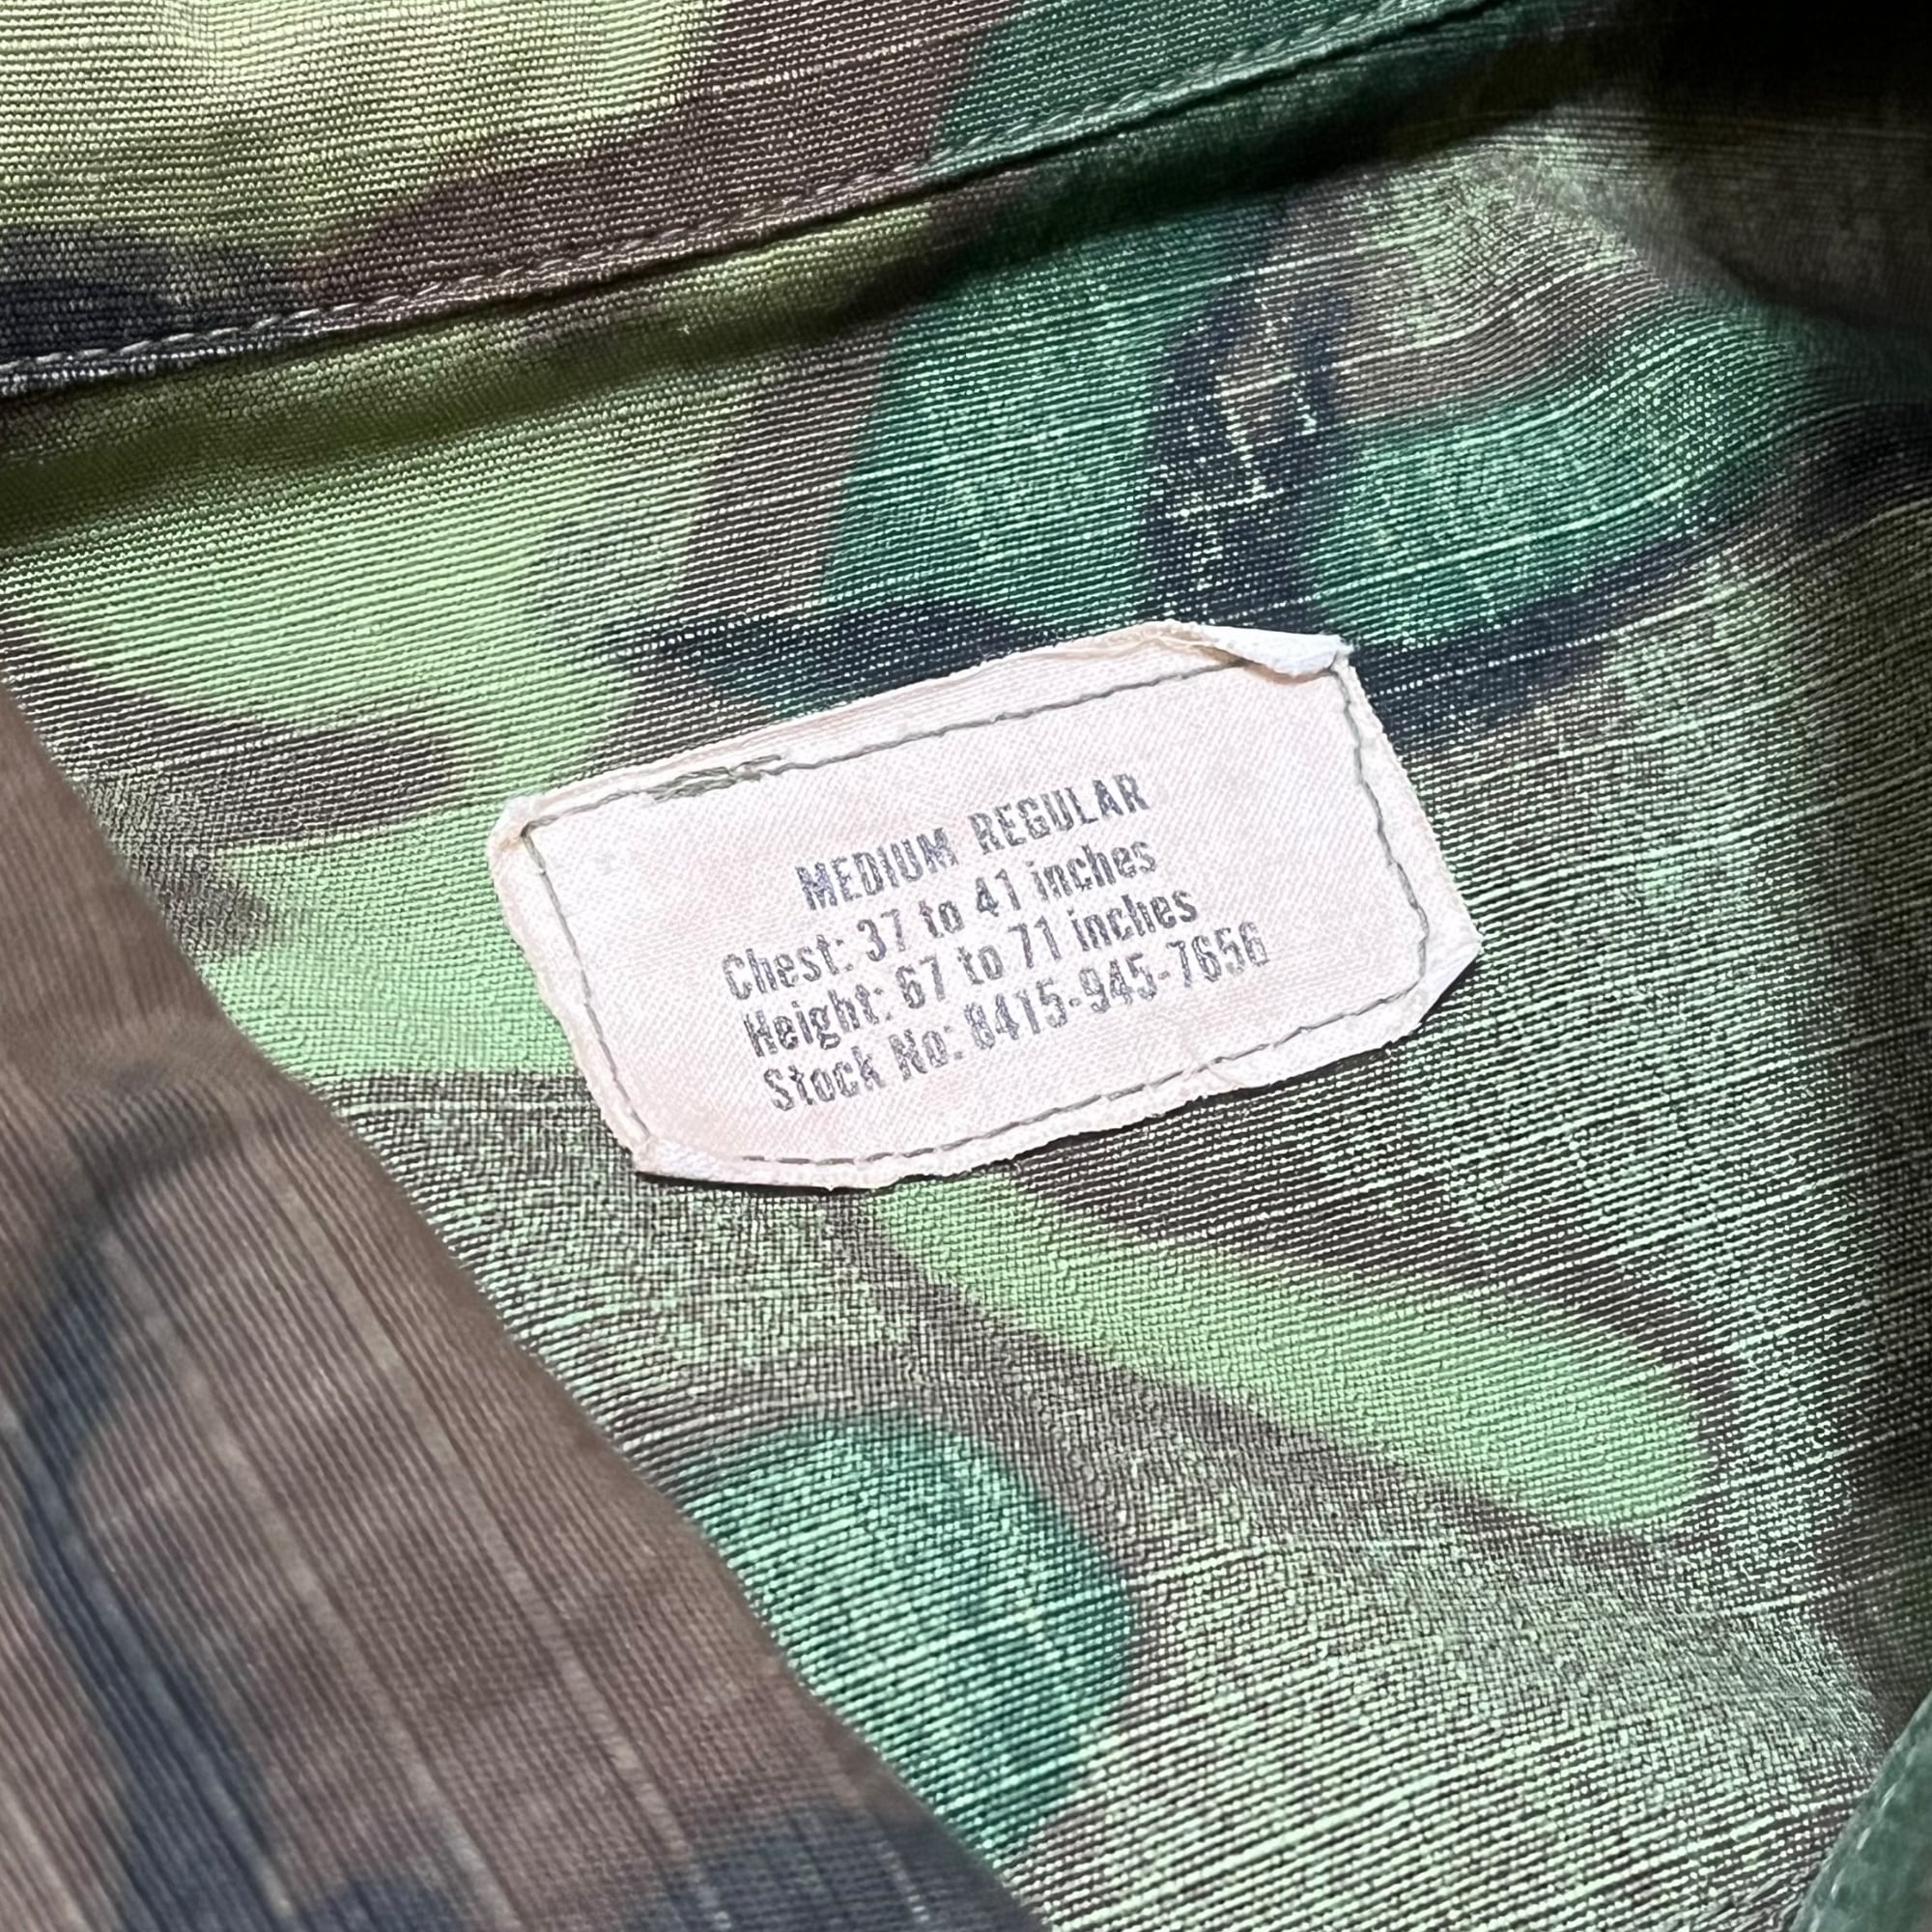 MEDIUM REGULAR
Chest: 37 to 41 inches
Height: 67 to 71 inches
Stock No: 8415-945-7656